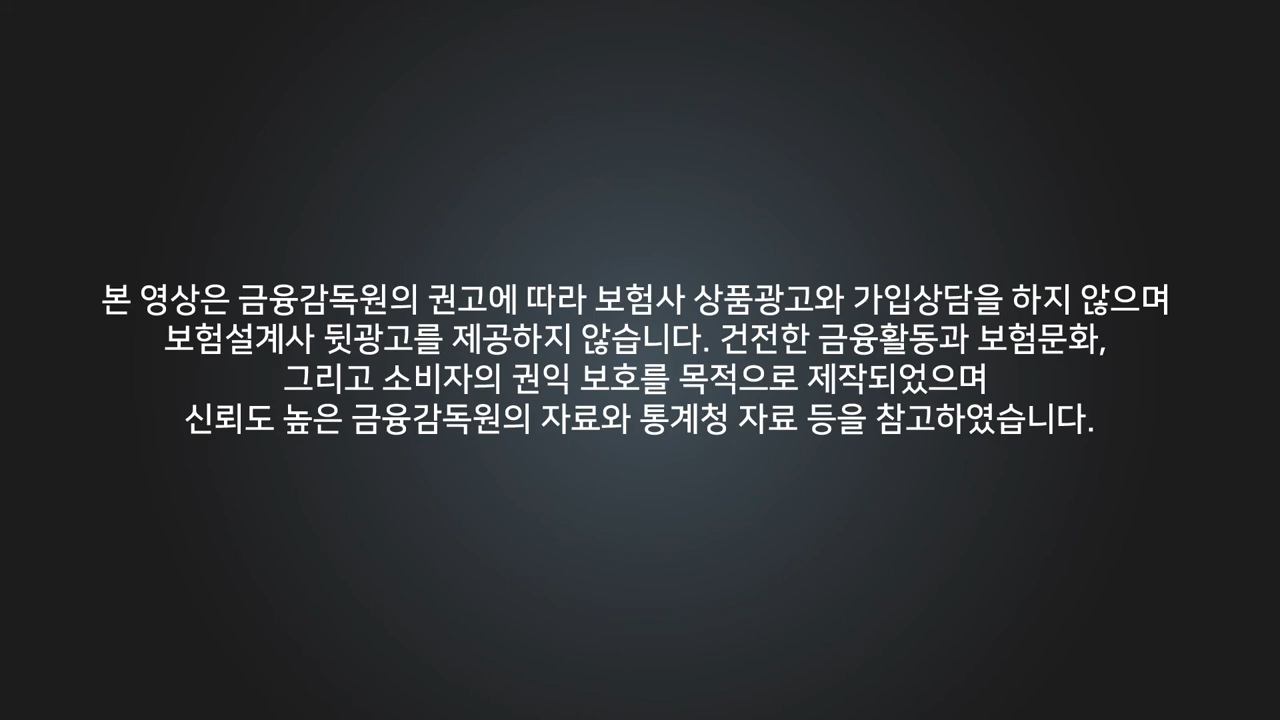 본 영상은 금융감독원의 권고에 따라 보험사 상품광고와 가입상담을 하지 않으며
보험설계사 뒷광고를 제공하지 않습니다. 건전한 금융활동과 보험문화,
그리고 소비자의 권익 보호를 목적으로 제작되었으며
신뢰도 높은 금융감독원의 자료와 통계청 자료 등을 참고하였습니다.